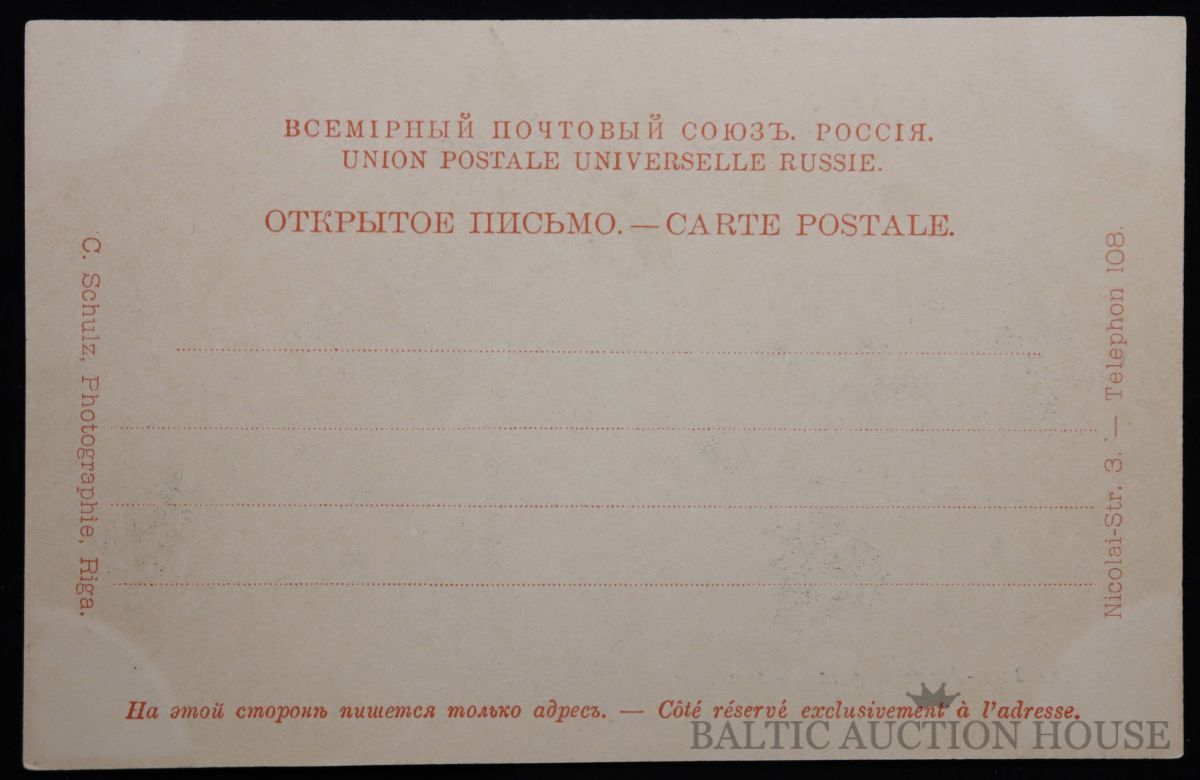 ВСЕМІРНЫЙ ПОЧТОВЫЙ СОЮЗЪ. РОССІЯ.
UNION POSTALE UNIVERSELLE RUSSIE.
ОТКРЫТОЕ ПИСЬМО. — CARTE POSTALE.
C. Schulz, Photographie, Riga.
Nicolai-Str. 3. — Telephon 108.
На этой сторонѣ пишется только адресъ. — Côté réservé exclusivement à l'adresse.
BALTIC AUCTION HOUSE